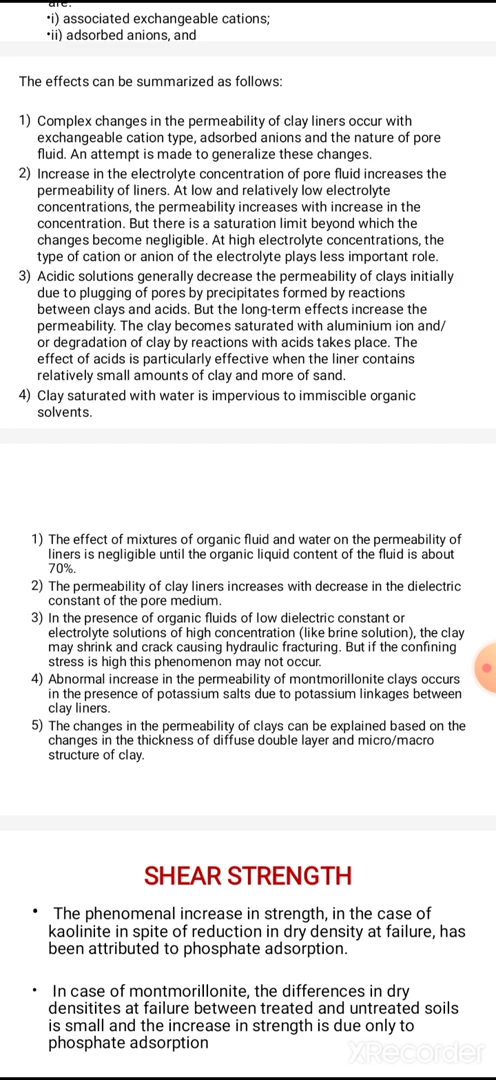 are:
•i) associated exchangeable cations;
•ii) adsorbed anions, and
The effects can be summarized as follows:
1) Complex changes in the permeability of clay liners occur with
exchangeable cation type, adsorbed anions and the nature of pore
fluid. An attempt is made to generalize these changes.
2) Increase in the electrolyte concentration of pore fluid increases the
permeability of liners. At low and relatively low electrolyte
concentrations, the permeability increases with increase in the
concentration. But there is a saturation limit beyond which the
changes become negligible. At high electrolyte concentrations, the
type of cation or anion of the electrolyte plays less important role.
3) Acidic solutions generally decrease the permeability of clays initially
due to plugging of pores by precipitates formed by reactions
between clays and acids. But the long-term effects increase the
permeability. The clay becomes saturated with aluminium ion and/
or degradation of clay by reactions with acids takes place. The
effect of acids is particularly effective when the liner contains
relatively small amounts of clay and more of sand.
4) Clay saturated with water is impervious to immiscible organic
solvents.
1) The effect of mixtures of organic fluid and water on the permeability of
liners is negligible until the organic liquid content of the fluid is about
70%.
2) The permeability of clay liners increases with decrease in the dielectric
constant of the pore medium.
3) In the presence of organic fluids of low dielectric constant or
electrolyte solutions of high concentration (like brine solution), the clay
may shrink and crack causing hydraulic fracturing. But if the confining
stress is high this phenomenon may not occur.
4) Abnormal increase in the permeability of montmorillonite clays occurs
in the presence of potassium salts due to potassium linkages between
clay liners.
5) The changes in the permeability of clays can be explained based on the
changes in the thickness of diffuse double layer and micro/macro
structure of clay.
SHEAR STRENGTH
• The phenomenal increase in strength, in the case of
kaolinite in spite of reduction in dry density at failure, has
been attributed to phosphate adsorption.
• In case of montmorillonite, the differences in dry
densitites at failure between treated and untreated soils
is small and the increase in strength is due only to
phosphate adsorption
XRecorder